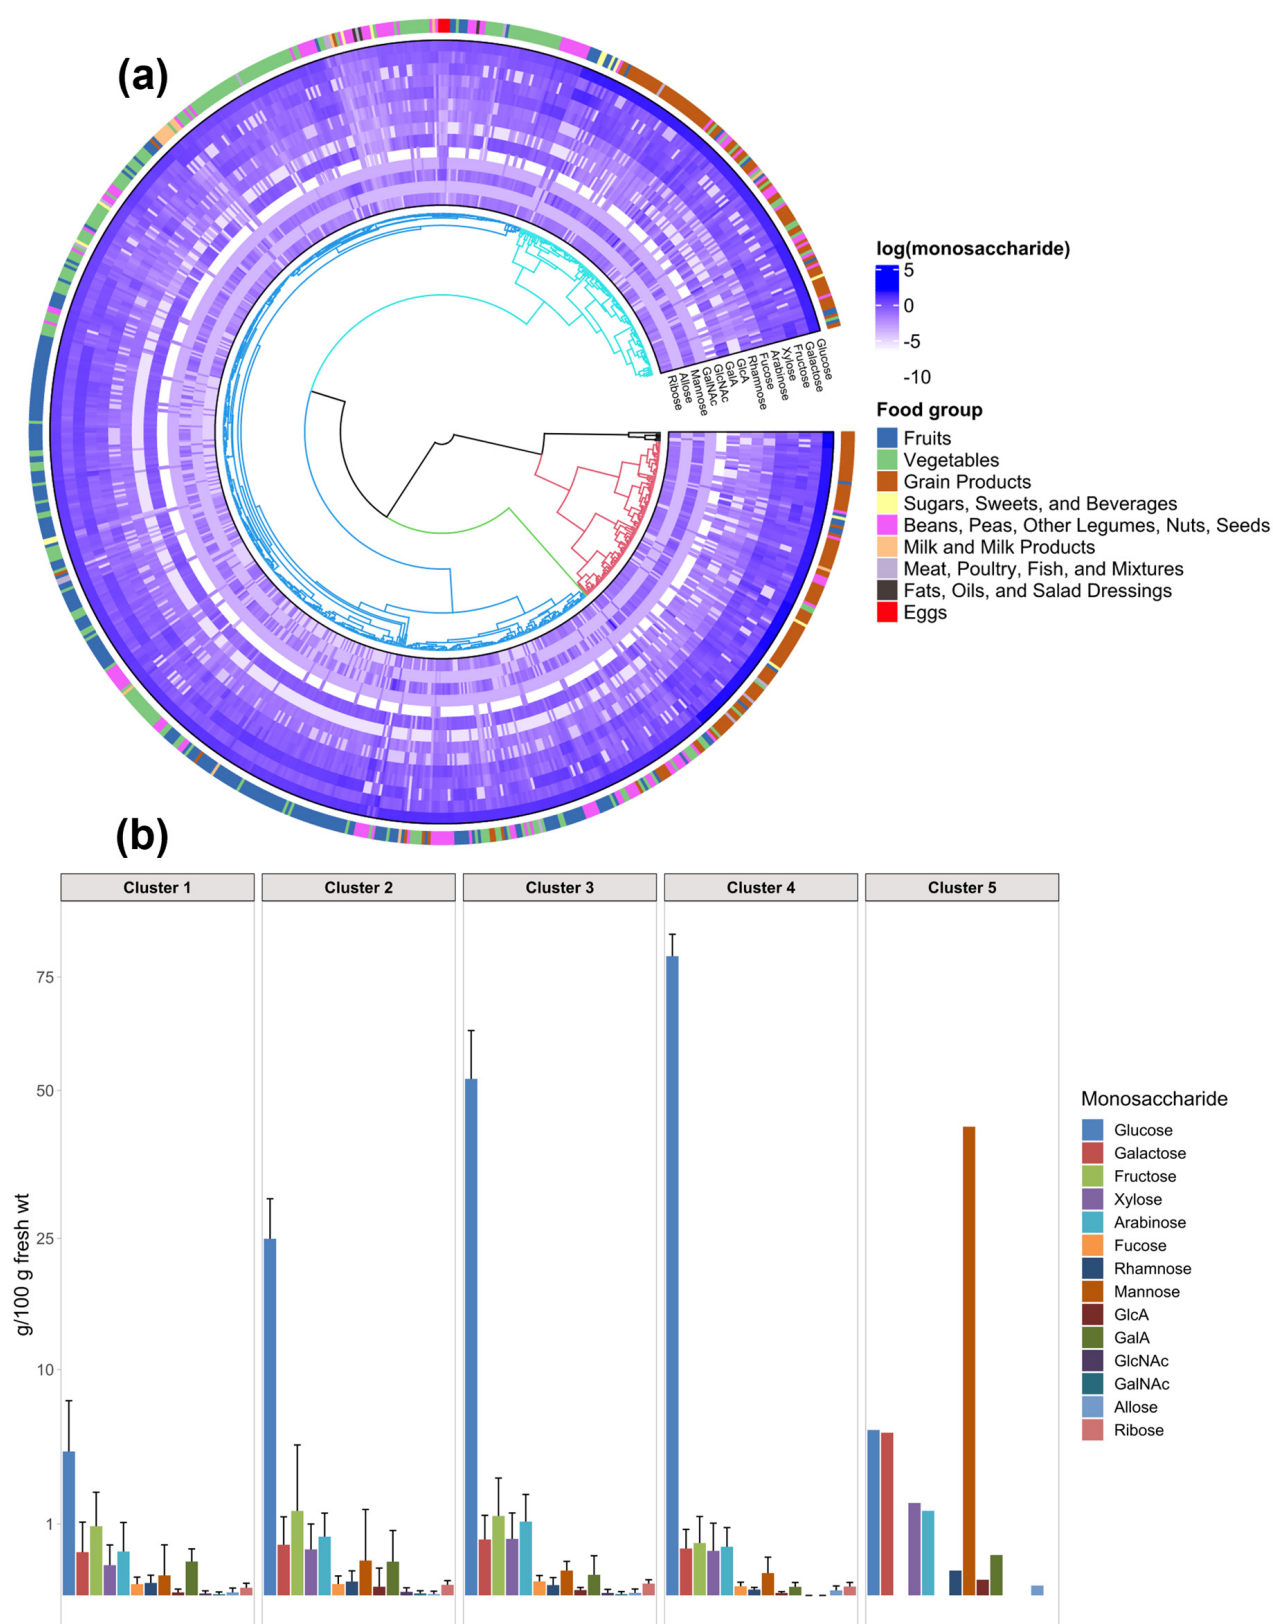 (a)
log(monosaccharide)
5
0
-5
-10
Glucose
Galactose
Fructose
Xylose
Arabinose
Fucose
Rhamnose
GlcA
GalA
GlcNAc
GalNAc
Mannose
Allose
Ribose
Food group
Fruits
Vegetables
Grain Products
Sugars, Sweets, and Beverages
Beans, Peas, Other Legumes, Nuts, Seeds
Milk and Milk Products
Meat, Poultry, Fish, and Mixtures
Fats, Oils, and Salad Dressings
Eggs
(b)
Cluster 1
Cluster 2
Cluster 3
Cluster 4
Cluster 5
75
50
25
10
1
g/100 g fresh wt
Monosaccharide
Glucose
Galactose
Fructose
Xylose
Arabinose
Fucose
Rhamnose
Mannose
GlcA
GalA
GlcNAc
GalNAc
Allose
Ribose